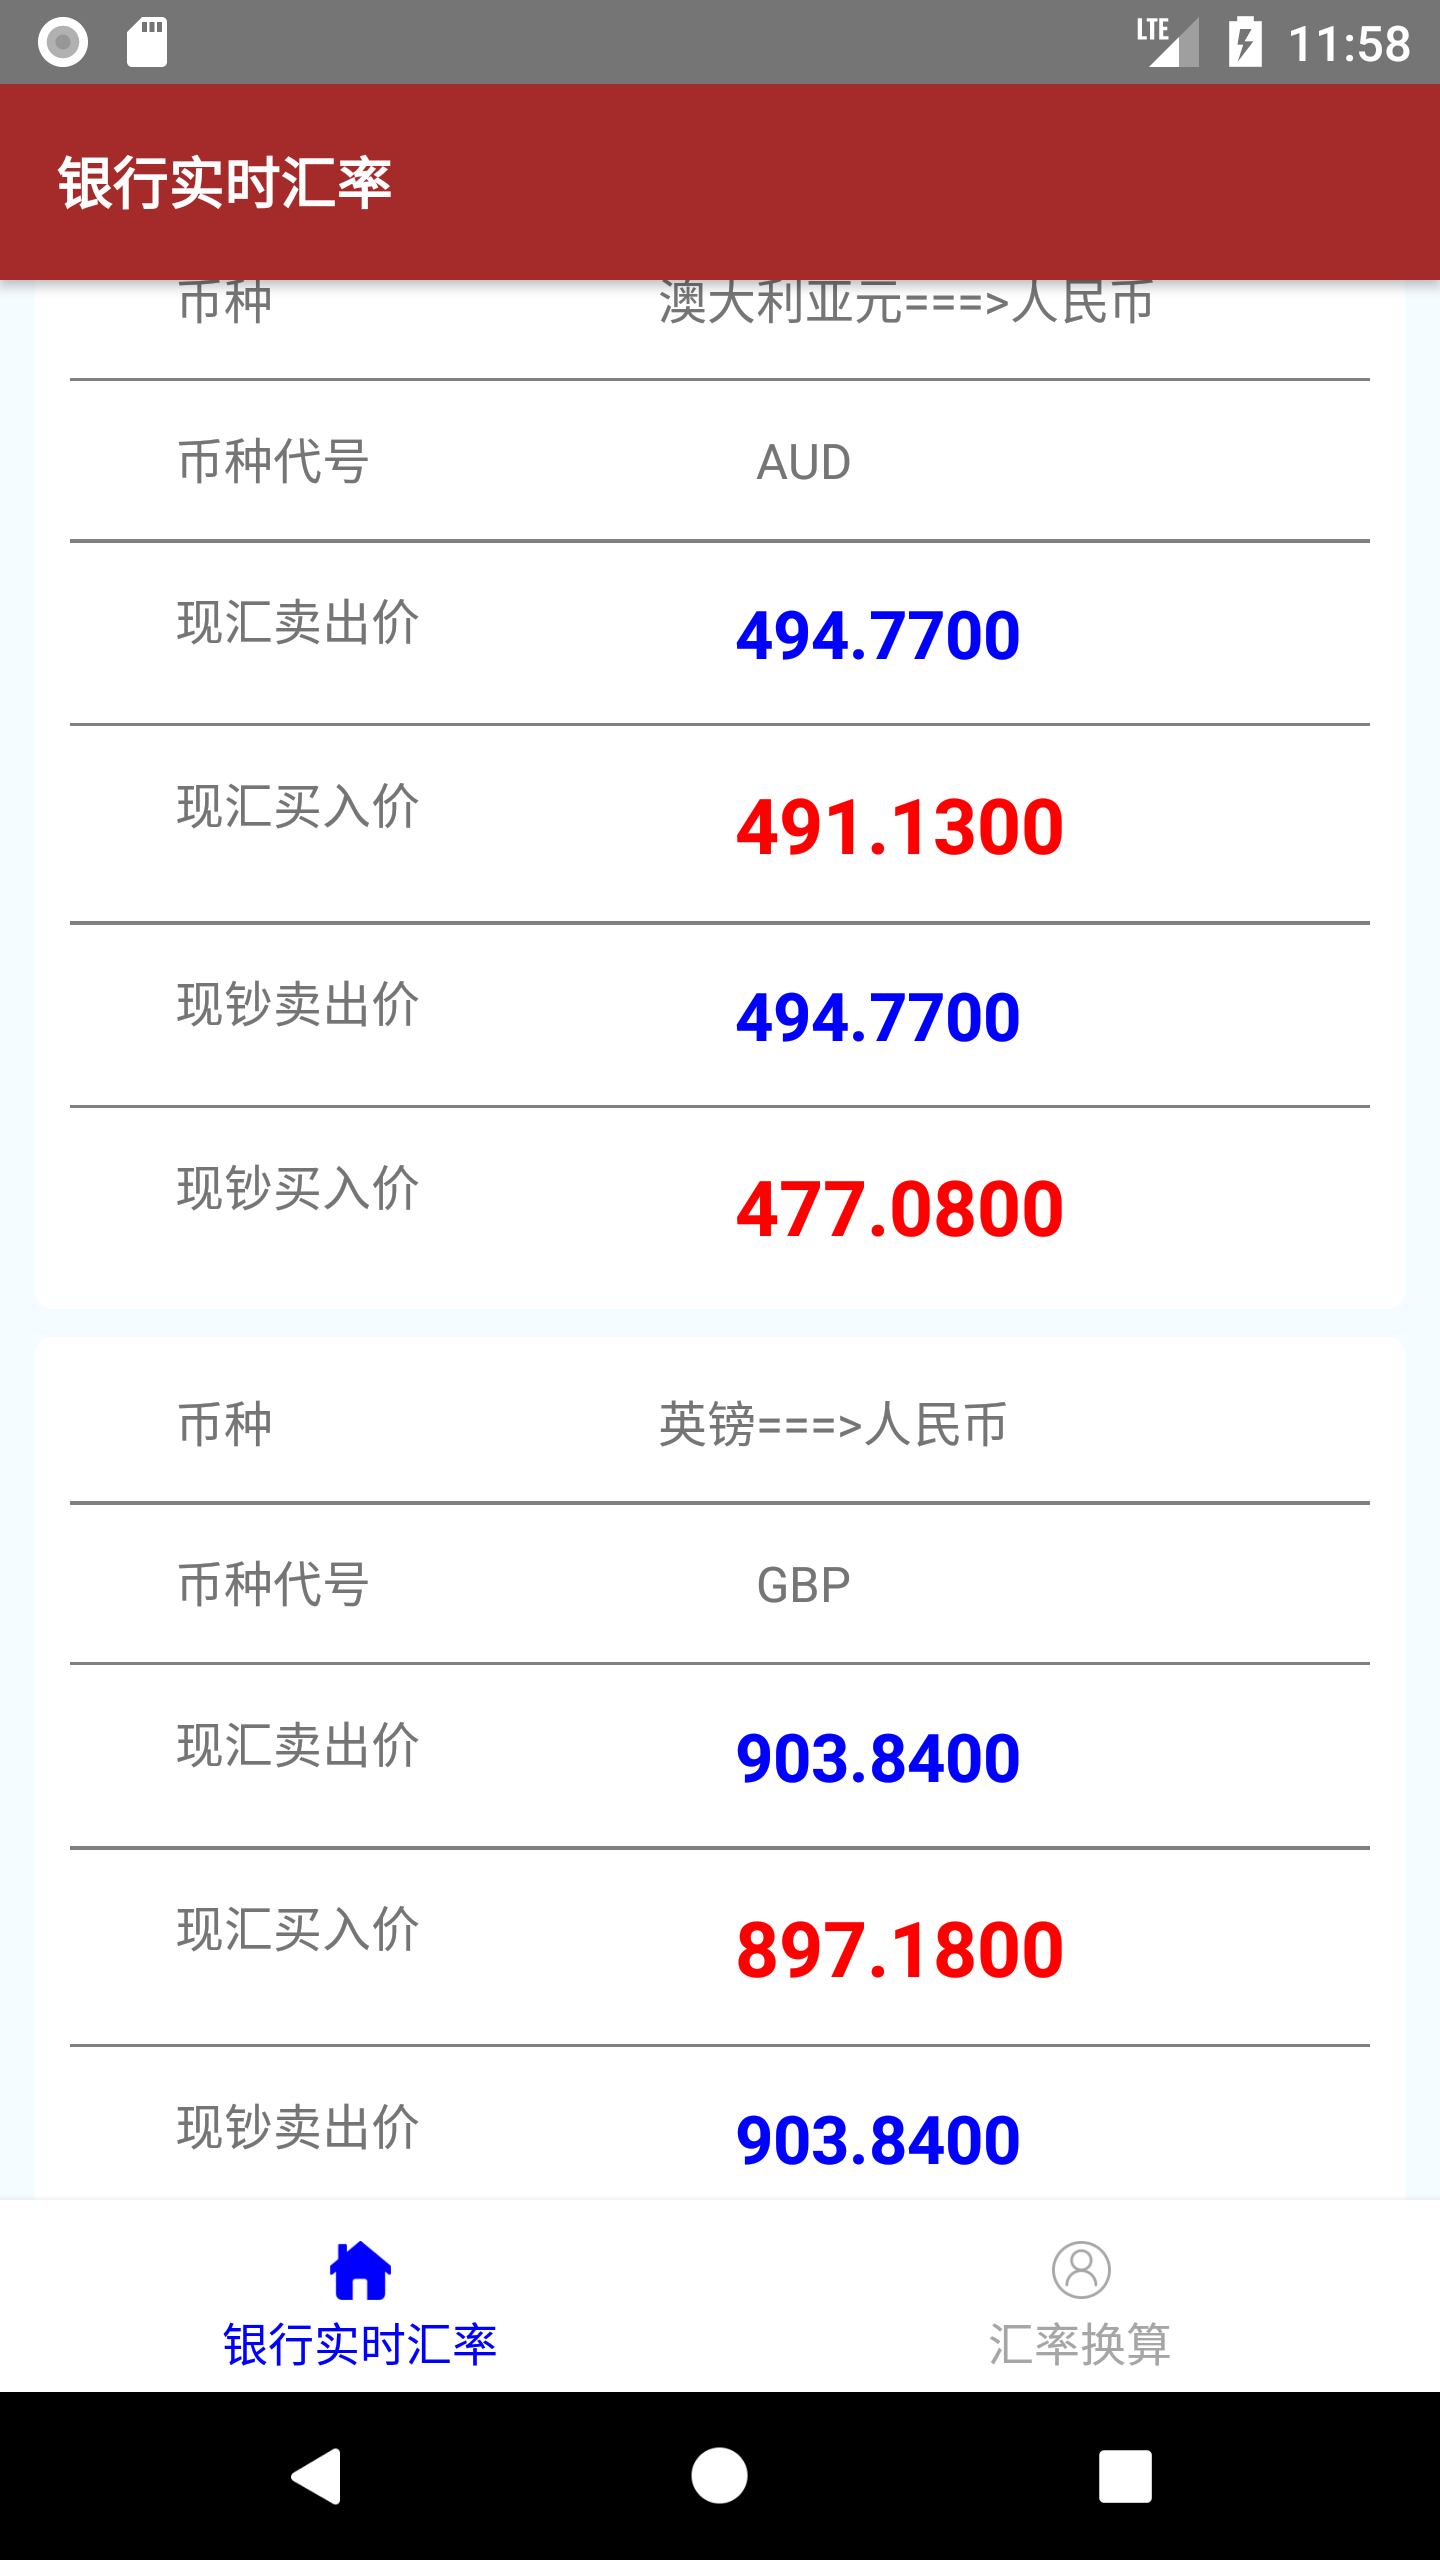 LTE 11:58
银行实时汇率
币种 澳大利亚元===>人民币
币种代号 AUD
现汇卖出价 494.7700
现汇买入价 491.1300
现钞卖出价 494.7700
现钞买入价 477.0800
币种 英镑===>人民币
币种代号 GBP
现汇卖出价 903.8400
现汇买入价 897.1800
现钞卖出价 903.8400
银行实时汇率 汇率换算